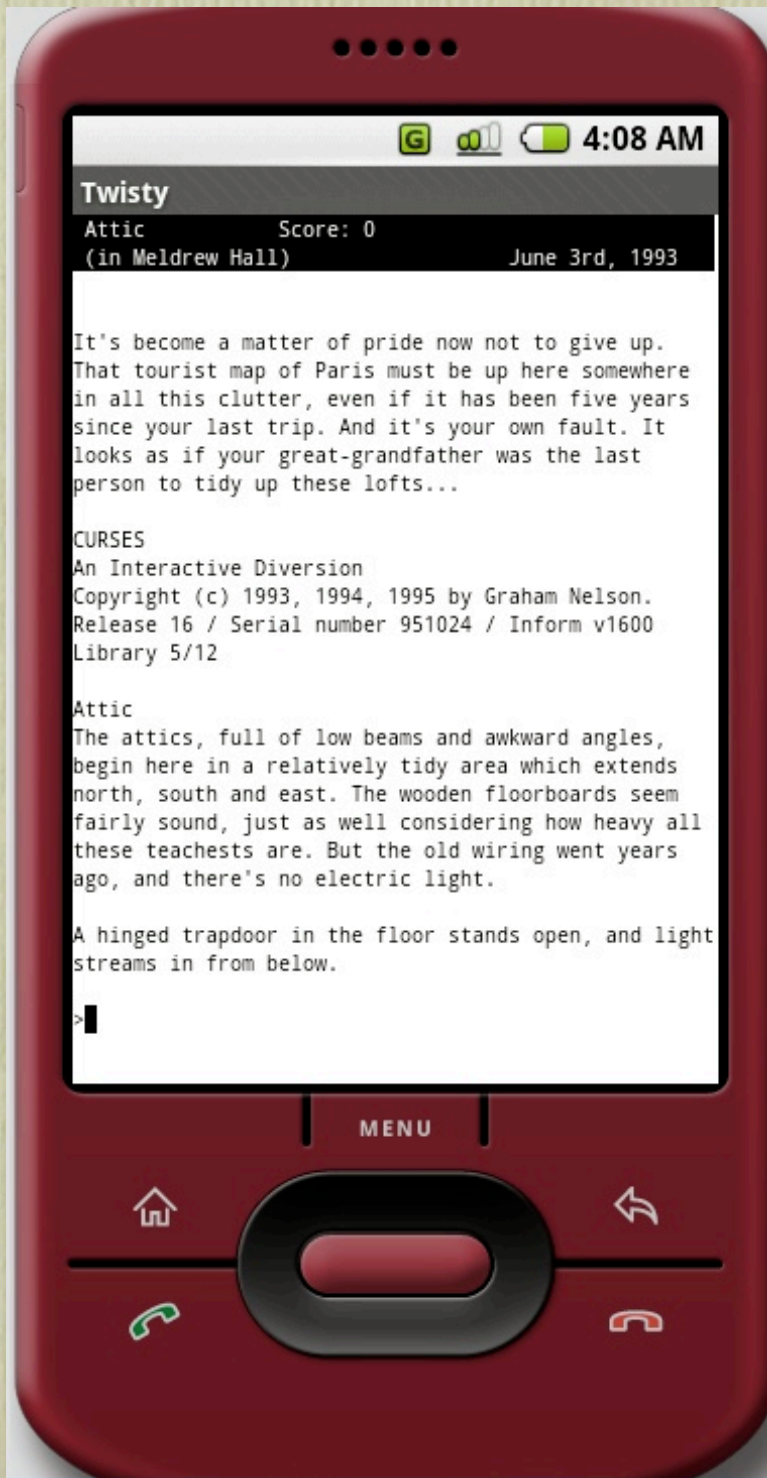 G 4:08 AM
Twisty
Attic Score: 0
(in Meldrew Hall) June 3rd, 1993
It's become a matter of pride now not to give up.
That tourist map of Paris must be up here somewhere
in all this clutter, even if it has been five years
since your last trip. And it's your own fault. It
looks as if your great-grandfather was the last
person to tidy up these lofts...
CURSES
An Interactive Diversion
Copyright (c) 1993, 1994, 1995 by Graham Nelson.
Release 16 / Serial number 951024 / Inform v1600
Library 5/12
Attic
The attics, full of low beams and awkward angles,
begin here in a relatively tidy area which extends
north, south and east. The wooden floorboards seem
fairly sound, just as well considering how heavy all
these teachests are. But the old wiring went years
ago, and there's no electric light.
A hinged trapdoor in the floor stands open, and light
streams in from below.
>
MENU